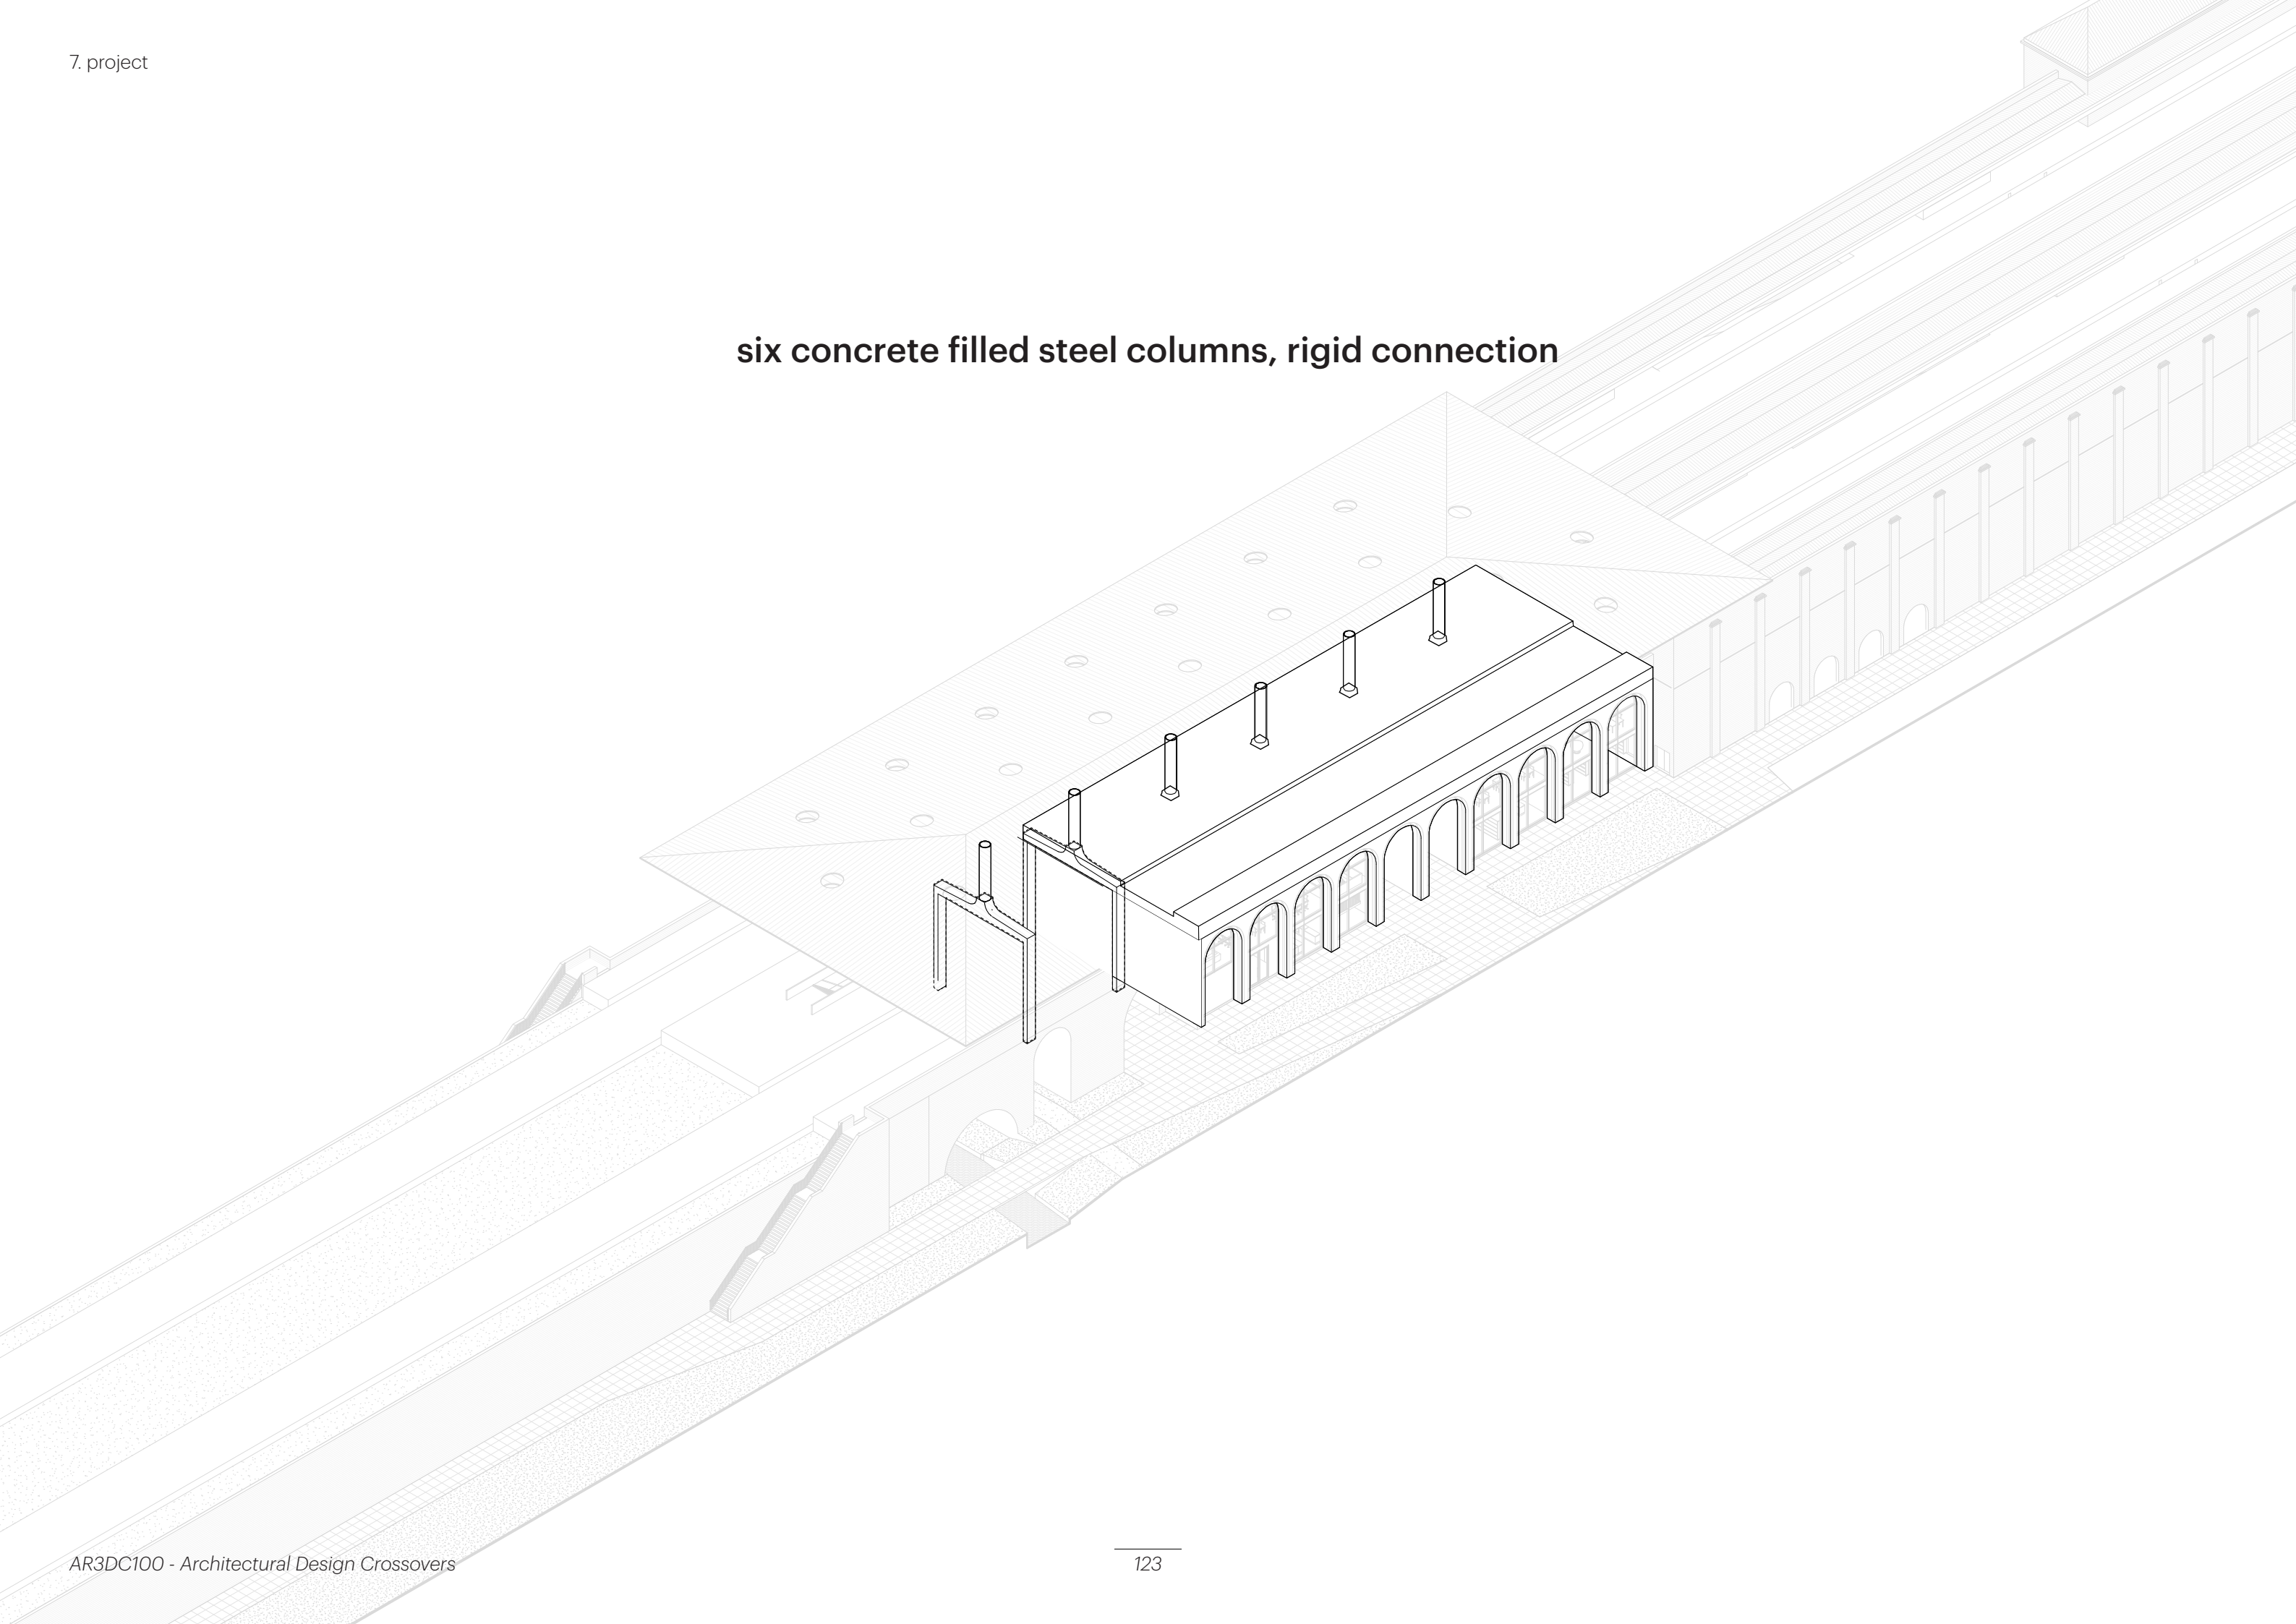 7. project
six concrete filled steel columns, rigid connection
AR3DC100 - Architectural Design Crossovers
123